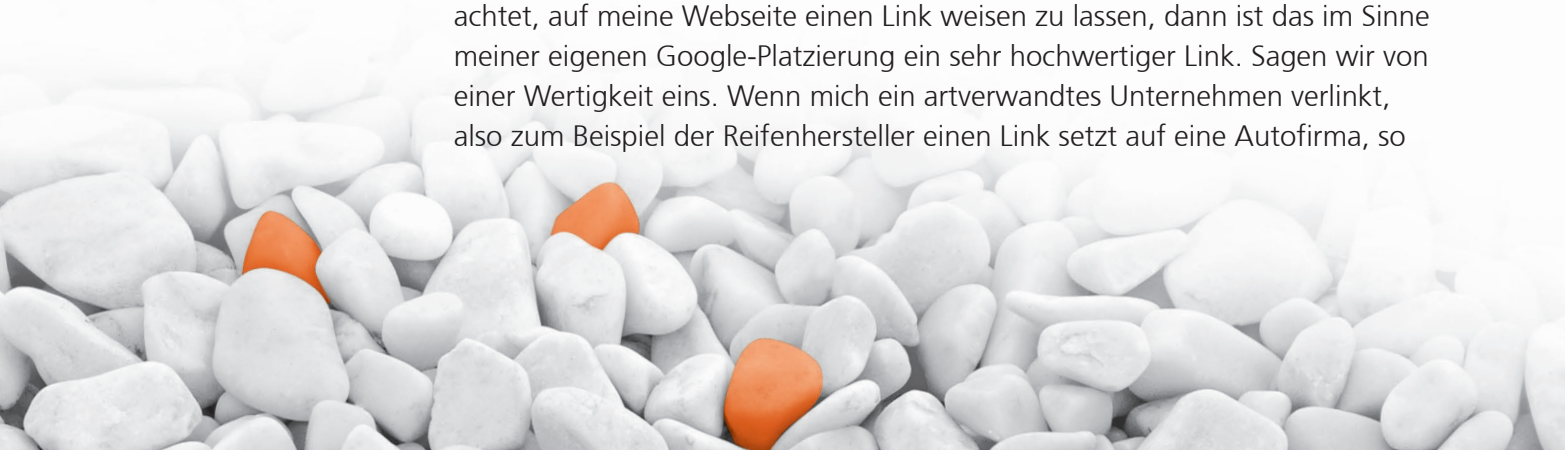 achtet, auf meine Webseite einen Link weisen zu lassen, dann ist das im Sinne
meiner eigenen Google-Platzierung ein sehr hochwertiger Link. Sagen wir von
einer Wertigkeit eins. Wenn mich ein artverwandtes Unternehmen verlinkt,
also zum Beispiel der Reifenhersteller einen Link setzt auf eine Autofirma, so